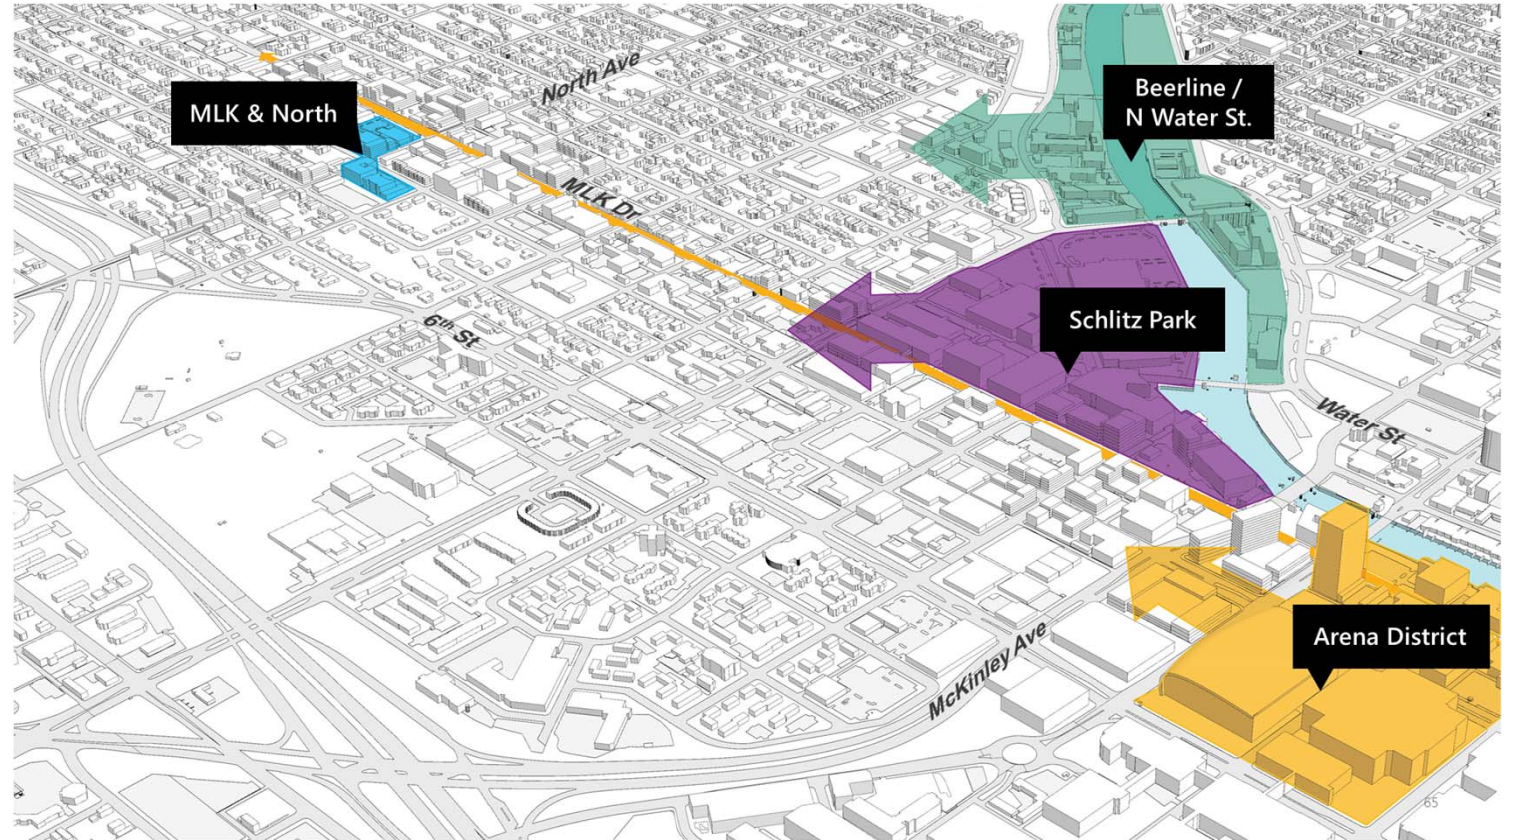 North Ave
Beerline /
N Water St.
MLK & North
MLK Dr
Schlitz Park
6th St
Water St
Arena District
McKinley Ave
65